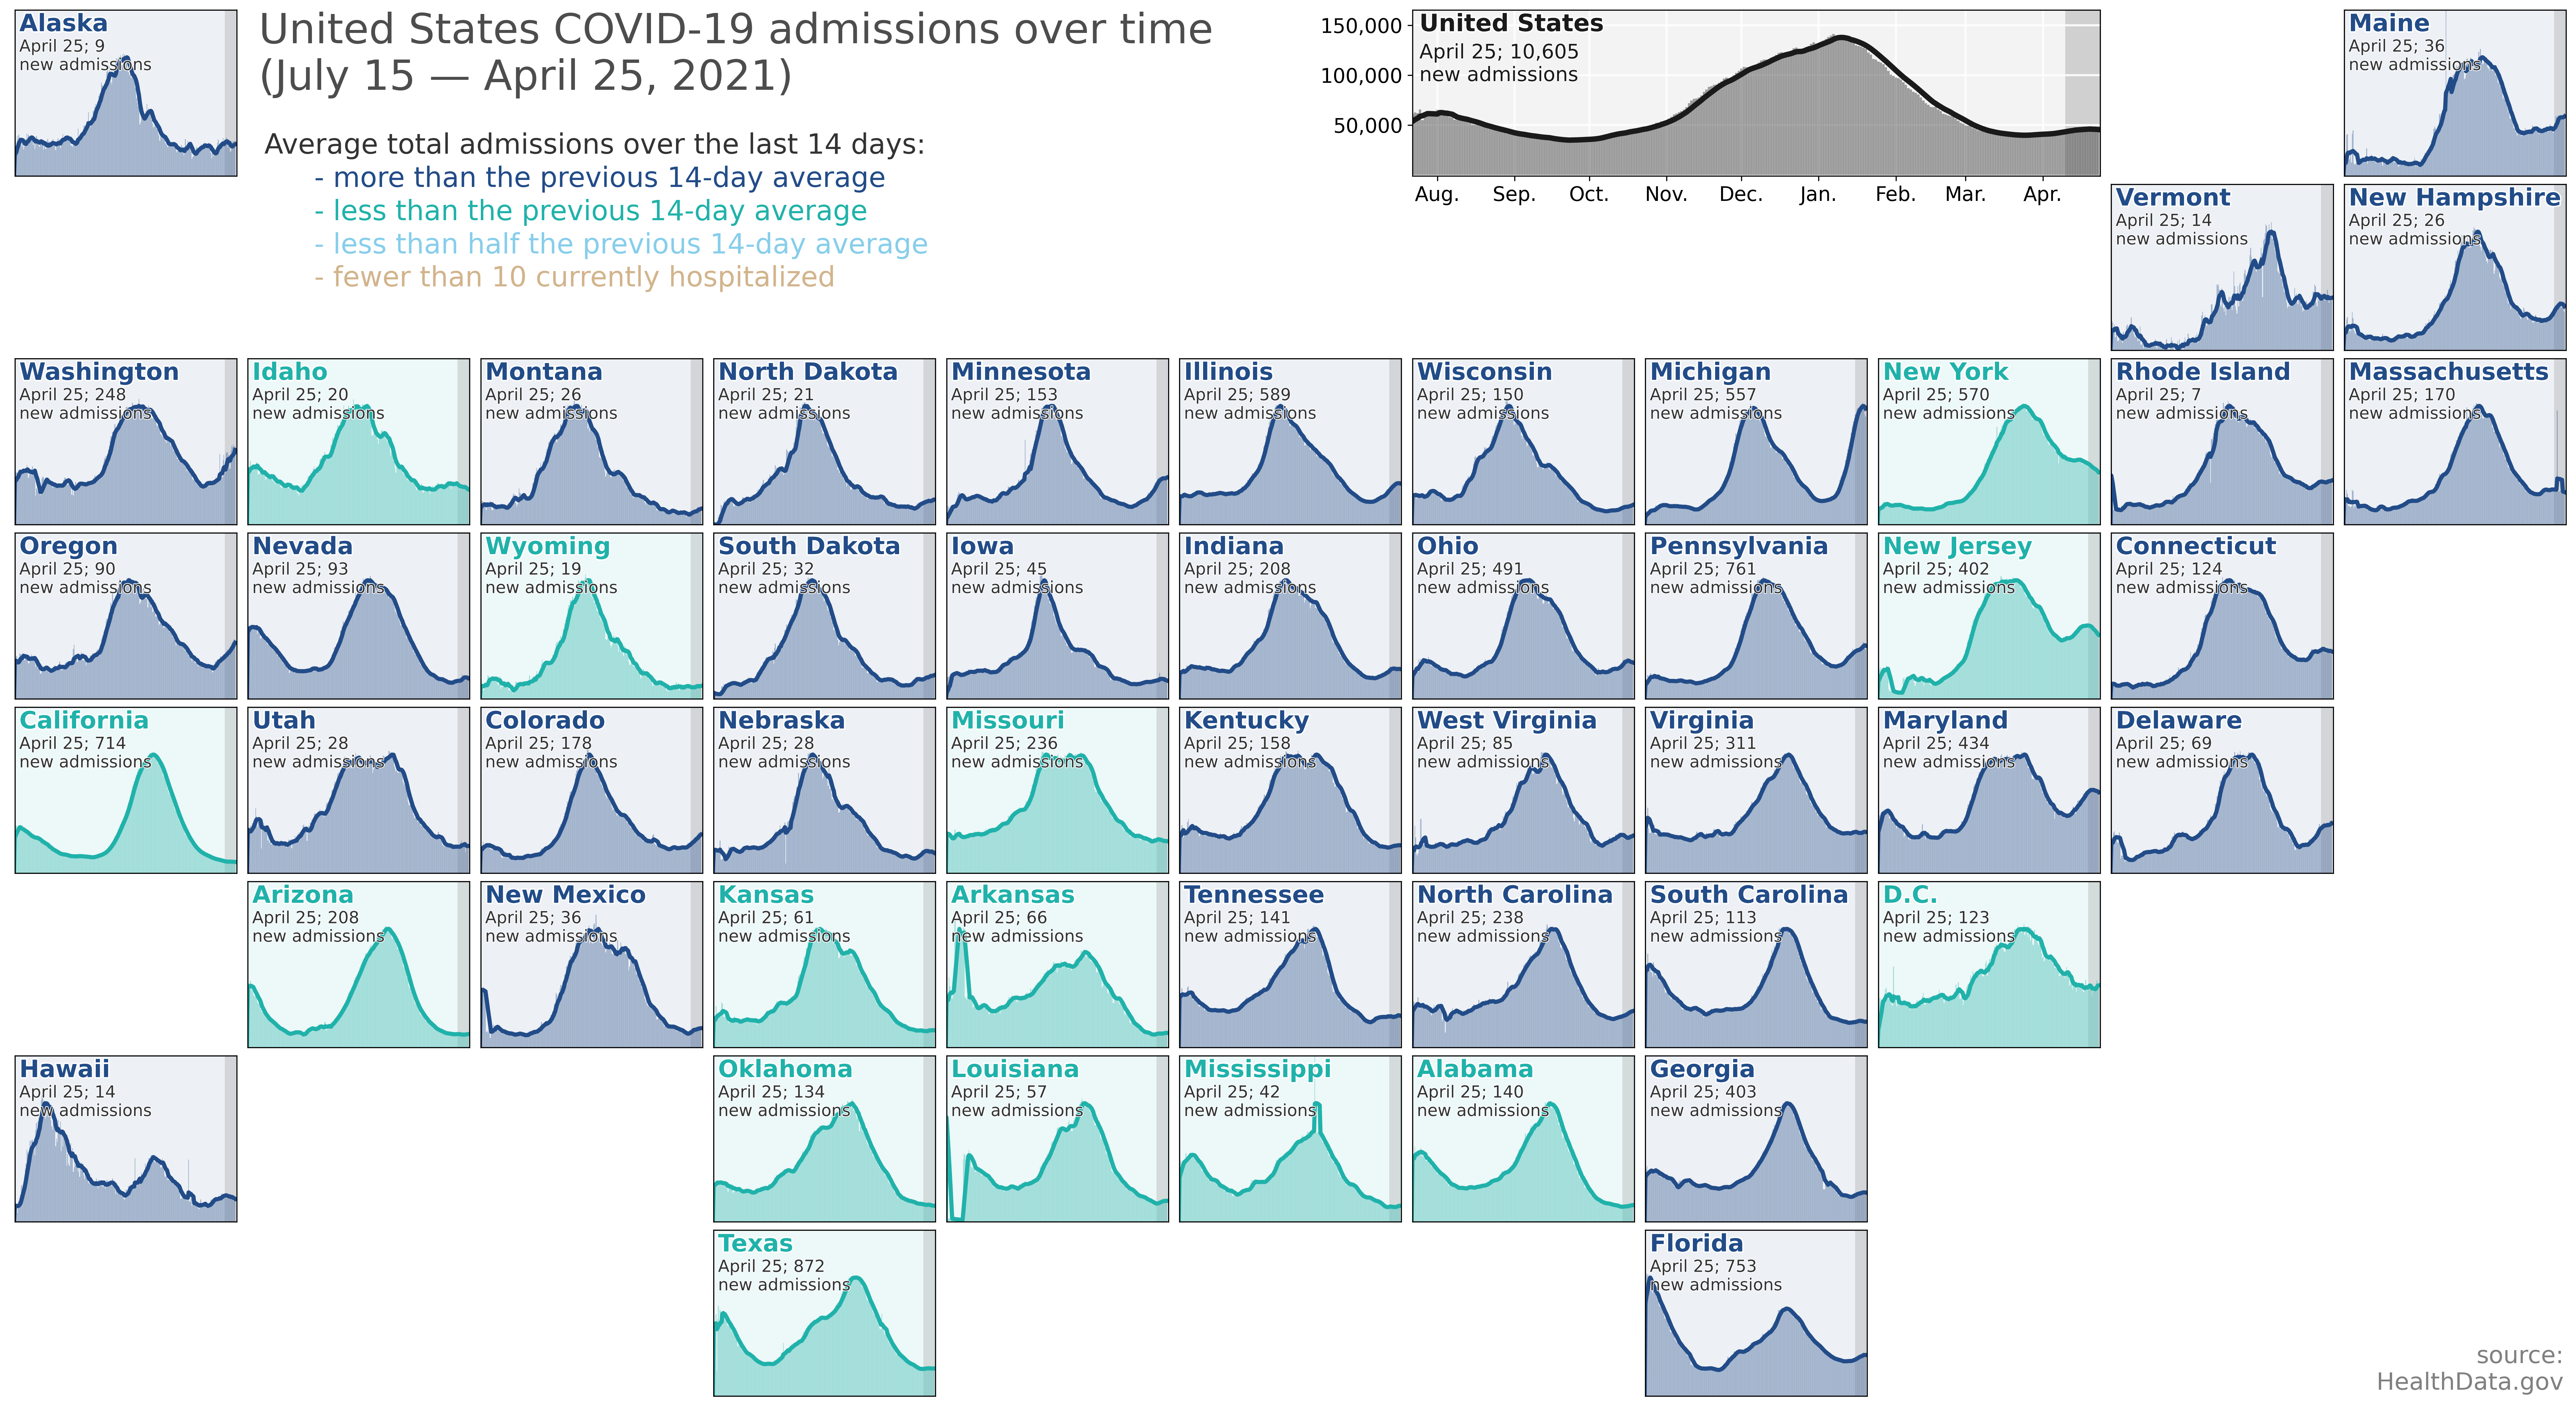 Alaska
April 25; 9
new admissions
United States COVID-19 admissions over time
(July 15 — April 25, 2021)
Average total admissions over the last 14 days:
- more than the previous 14-day average
- less than the previous 14-day average
- less than half the previous 14-day average
- fewer than 10 currently hospitalized
150,000
100,000
50,000
United States
April 25; 10,605
new admissions
Aug. Sep. Oct. Nov. Dec. Jan. Feb. Mar. Apr.
Maine
April 25; 36
new admissions
Vermont
April 25; 14
new admissions
New Hampshire
April 25; 26
new admissions
Washington
April 25; 248
new admissions
Idaho
April 25; 20
new admissions
Montana
April 25; 26
new admissions
North Dakota
April 25; 21
new admissions
Minnesota
April 25; 153
new admissions
Illinois
April 25; 589
new admissions
Wisconsin
April 25; 150
new admissions
Michigan
April 25; 557
new admissions
New York
April 25; 570
new admissions
Rhode Island
April 25; 7
new admissions
Massachusetts
April 25; 170
new admissions
Oregon
April 25; 90
new admissions
Nevada
April 25; 93
new admissions
Wyoming
April 25; 19
new admissions
South Dakota
April 25; 32
new admissions
Iowa
April 25; 45
new admissions
Indiana
April 25; 208
new admissions
Ohio
April 25; 491
new admissions
Pennsylvania
April 25; 761
new admissions
New Jersey
April 25; 402
new admissions
Connecticut
April 25; 124
new admissions
California
April 25; 714
new admissions
Utah
April 25; 28
new admissions
Colorado
April 25; 178
new admissions
Nebraska
April 25; 28
new admissions
Missouri
April 25; 236
new admissions
Kentucky
April 25; 158
new admissions
West Virginia
April 25; 85
new admissions
Virginia
April 25; 311
new admissions
Maryland
April 25; 434
new admissions
Delaware
April 25; 69
new admissions
Arizona
April 25; 208
new admissions
New Mexico
April 25; 36
new admissions
Kansas
April 25; 61
new admissions
Arkansas
April 25; 66
new admissions
Tennessee
April 25; 141
new admissions
North Carolina
April 25; 238
new admissions
South Carolina
April 25; 113
new admissions
D.C.
April 25; 123
new admissions
Hawaii
April 25; 14
new admissions
Oklahoma
April 25; 134
new admissions
Louisiana
April 25; 57
new admissions
Mississippi
April 25; 42
new admissions
Alabama
April 25; 140
new admissions
Georgia
April 25; 403
new admissions
Texas
April 25; 872
new admissions
Florida
April 25; 753
new admissions
source:
HealthData.gov